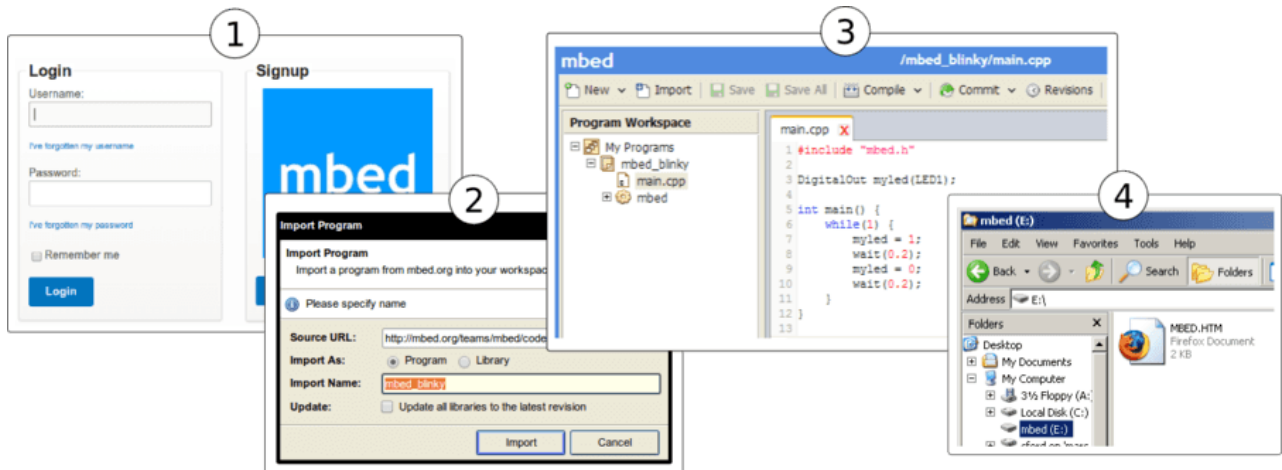 1
Login
Username:
I've forgotten my username
Password:
I've forgotten my password
Remember me
Login
Signup
mbed
2
Import Program
Import Program
Import a program from mbed.org into your workspac
Please specify name
Source URL: http://mbed.org/teams/mbed/code
Import As: Program Library
Import Name: mbed_blinky
Update: Update all libraries to the latest revision
Import Cancel
3
mbed /mbed_blinky/main.cpp
New Import Save Save All Compile Commit Revisions
Program Workspace
My Programs
mbed_blinky
main.cpp
mbed
main.cpp X
1 #include "mbed.h"
2
3 DigitalOut myled(LED1);
4
5 int main() {
6 while(1) {
7 myled = 1;
8 wait(0.2);
9 myled = 0;
10 wait(0.2);
11 }
12 }
13
4
mbed (E:)
File Edit View Favorites Tools Help
Back Search Folders
Address E:\
Folders X
Desktop
My Documents
My Computer
3½ Floppy (A:
Local Disk (C:)
mbed (E:)
MBED.HTM
Firefox Document
2 KB